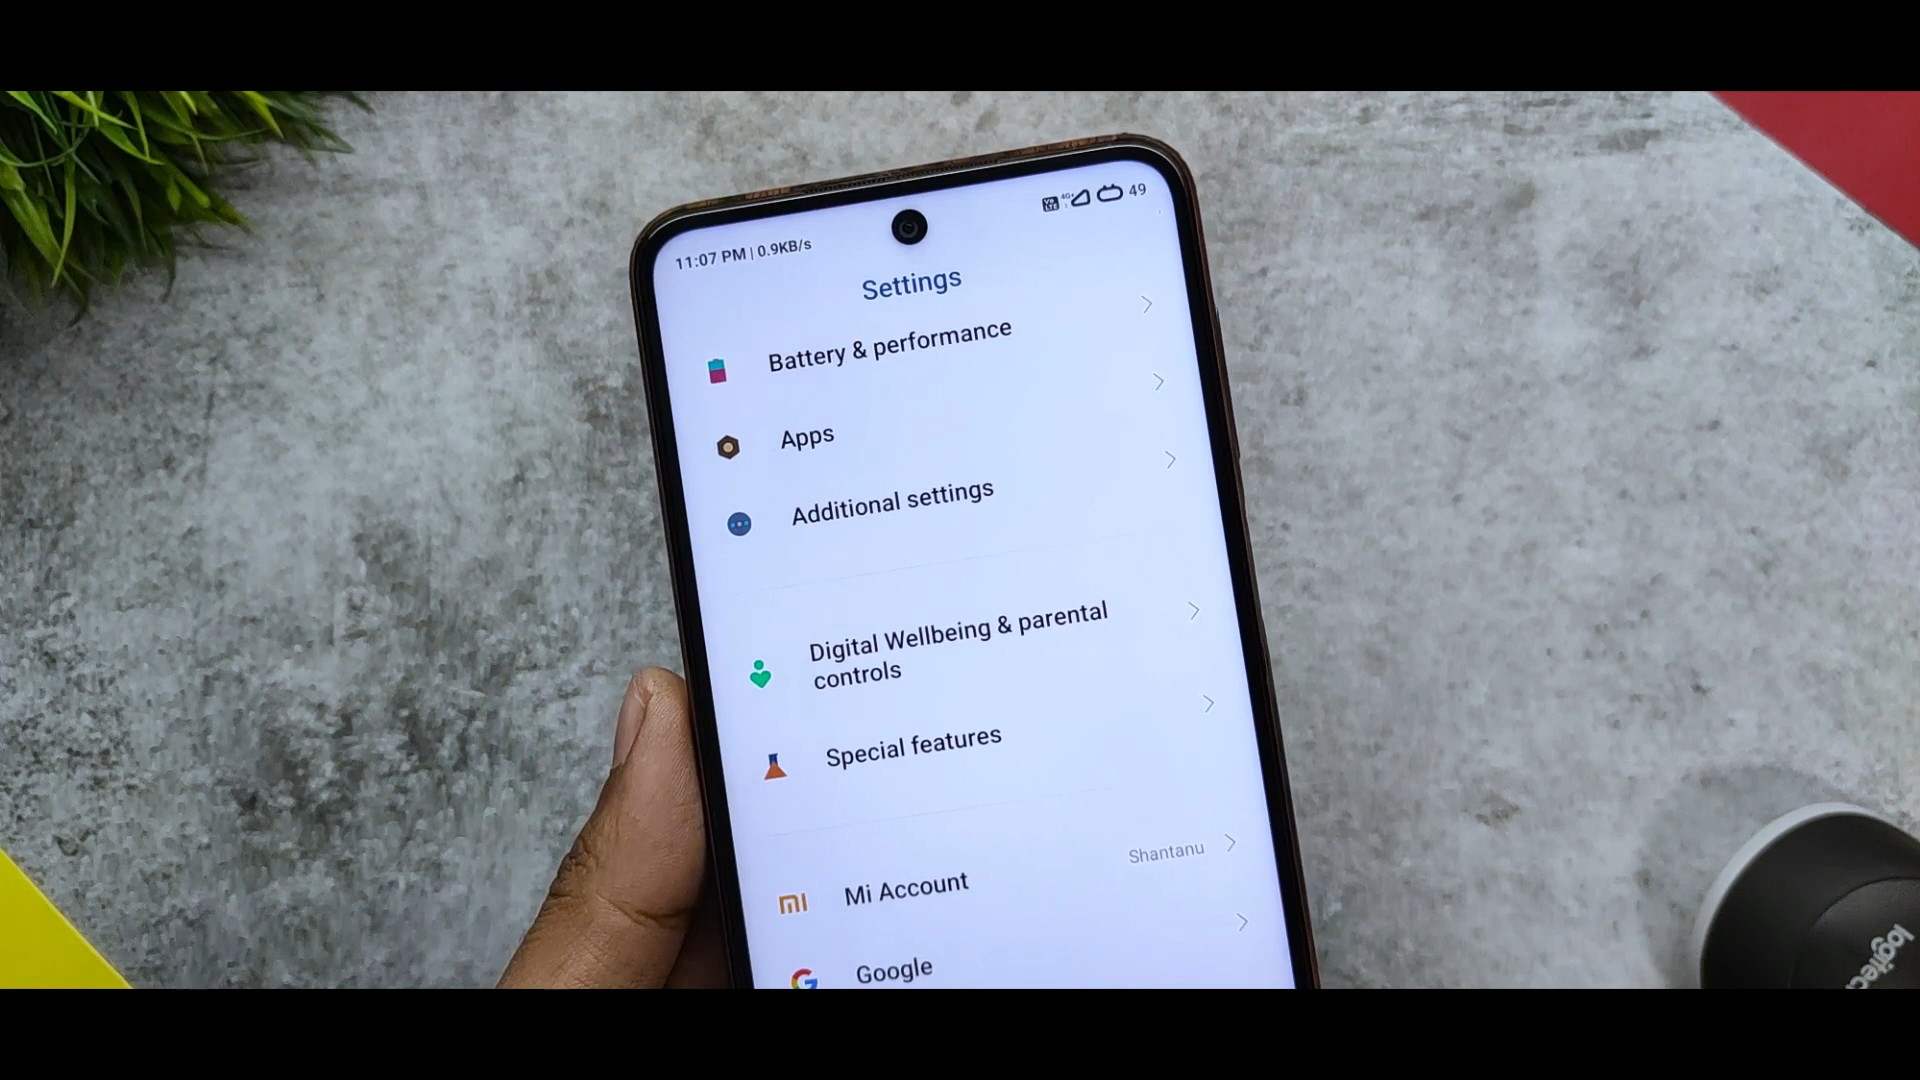 11:07 PM | 0.9KB/s
49
Settings
Battery & performance
Apps
Additional settings
Digital Wellbeing & parental
controls
Special features
Mi Account
Shantanu
Google
logitech